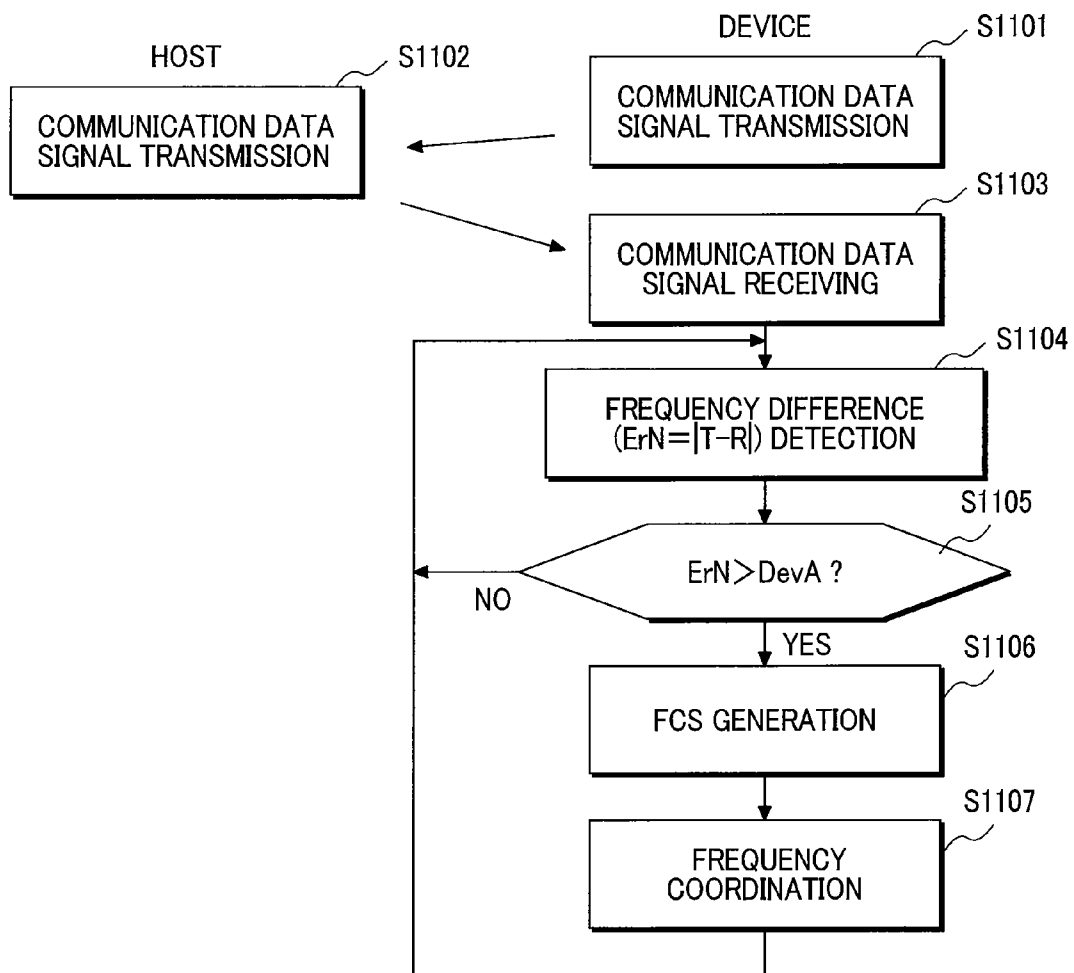 HOST
S1102
COMMUNICATION DATA
SIGNAL TRANSMISSION
DEVICE
S1101
COMMUNICATION DATA
SIGNAL TRANSMISSION
S1103
COMMUNICATION DATA
SIGNAL RECEIVING
S1104
FREQUENCY DIFFERENCE
(ErN=|T-R|) DETECTION
S1105
ErN>DevA ?
NO
YES
S1106
FCS GENERATION
S1107
FREQUENCY
COORDINATION